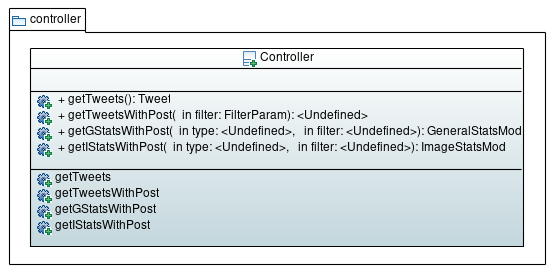 controller
Controller
+ getTweets(): Tweet
+ getTweetsWithPost( in filter: FilterParam): <Undefined>
+ getGStatsWithPost( in type: <Undefined>, in filter: <Undefined>): GeneralStatsMod
+ getIStatsWithPost( in type: <Undefined>, in filter: <Undefined>): ImageStatsMod
getTweets
getTweetsWithPost
getGStatsWithPost
getIStatsWithPost